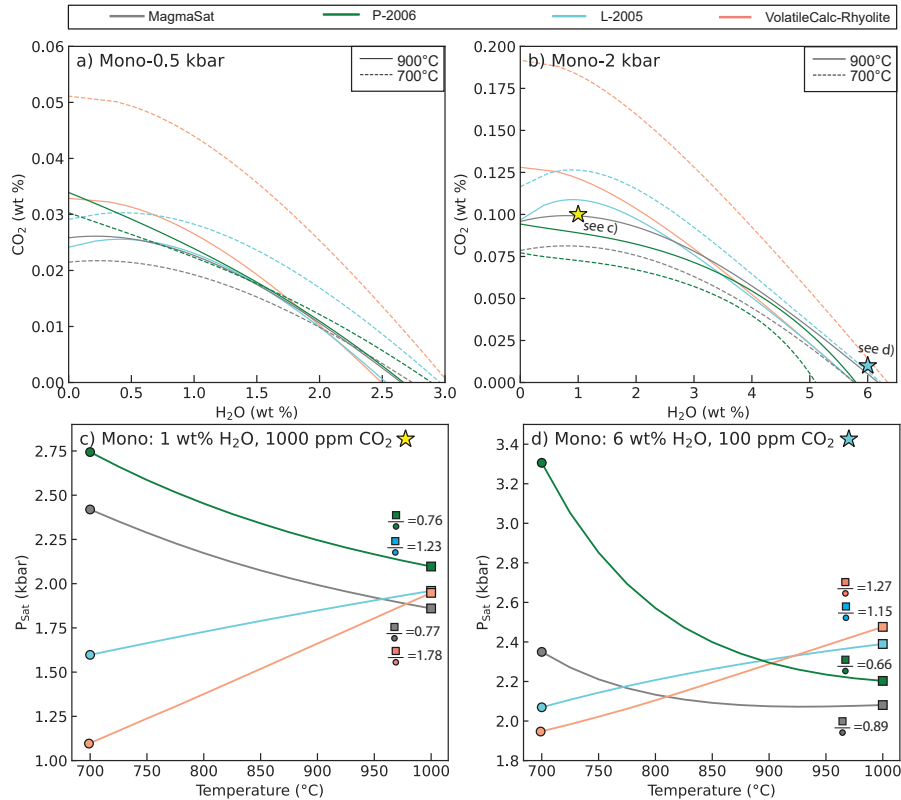 MagmaSat P-2006 L-2005 VolatileCalc-Rhyolite
a) Mono-0.5 kbar
900°C
700°C
0.06
0.05
0.04
0.03
0.02
0.01
0.00
CO₂ (wt %)
0.0 0.5 1.0 1.5 2.0 2.5 3.0
H₂O (wt %)
b) Mono-2 kbar
900°C
700°C
0.200
0.175
0.150
0.125
0.100
0.075
0.050
0.025
0.000
CO₂ (wt %)
see c)
see d)
0 1 2 3 4 5 6
H₂O (wt %)
c) Mono: 1 wt% H₂O, 1000 ppm CO₂
2.75
2.50
2.25
2.00
1.75
1.50
1.25
1.00
P_Sat (kbar)
=0.76
=1.23
=0.77
=1.78
700 750 800 850 900 950 1000
Temperature (°C)
d) Mono: 6 wt% H₂O, 100 ppm CO₂
3.4
3.2
3.0
2.8
2.6
2.4
2.2
2.0
1.8
P_Sat (kbar)
=1.27
=1.15
=0.66
=0.89
700 750 800 850 900 950 1000
Temperature (°C)